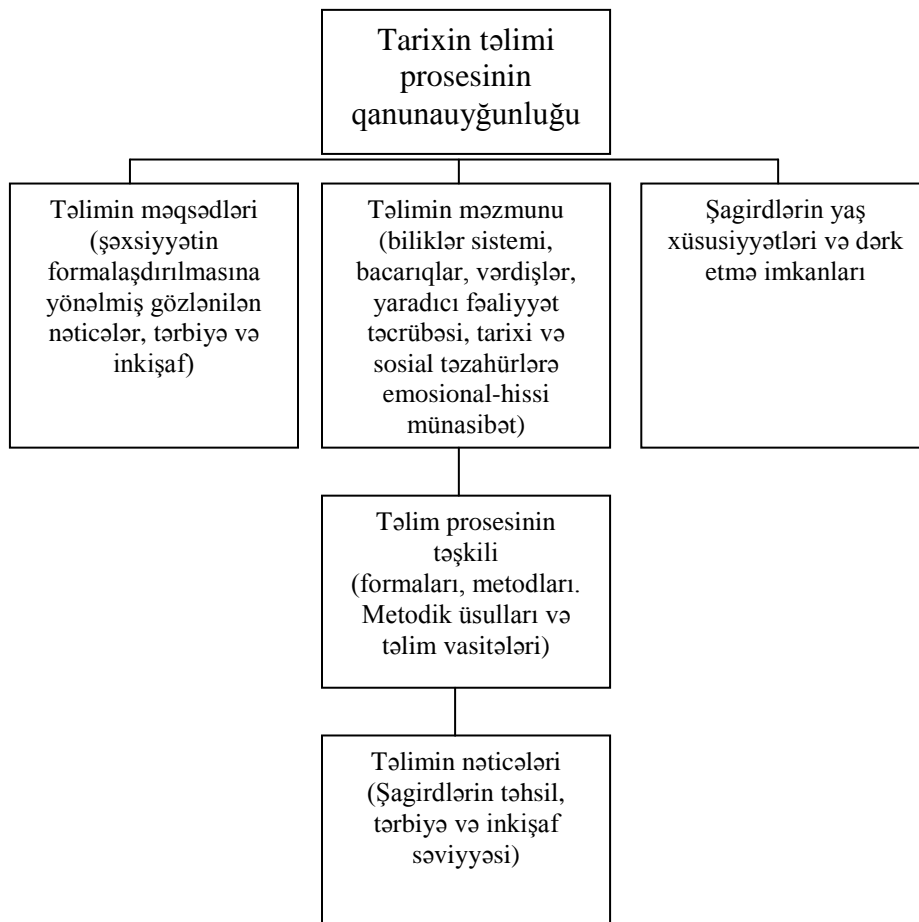 Tarixin təlimi
prosesinin
qanunauyğunluğu
Təlimin məqsədləri
(şəxsiyyətin
formalaşdırılmasına
yönəlmiş gözlənilən
nəticələr, tərbiyə və
inkişaf)
Təlimin məzmunu
(biliklər sistemi,
bacarıqlar, vərdişlər,
yaradıcı fəaliyyət
təcrübəsi, tarixi və
sosial təzahürlərə
emosional-hissi
münasibət)
Şagirdlərin yaş
xüsusiyyətləri və dərk
etmə imkanları
Təlim prosesinin
təşkili
(formaları, metodları.
Metodik üsulları və
təlim vasitələri)
Təlimin nəticələri
(Şagirdlərin təhsil,
tərbiyə və inkişaf
səviyyəsi)